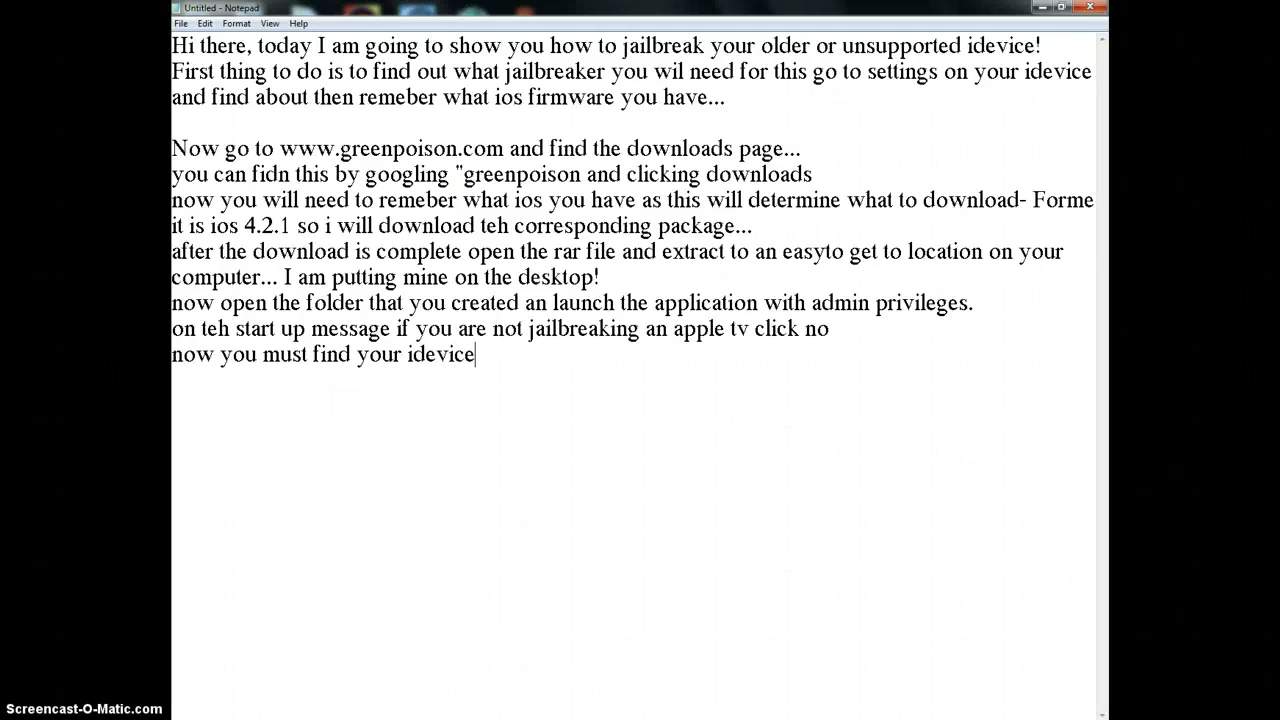 Untitled - Notepad
File Edit Format View Help
Hi there, today I am going to show you how to jailbreak your older or unsupported idevice!
First thing to do is to find out what jailbreaker you wil need for this go to settings on your idevice
and find about then remeber what ios firmware you have...

Now go to www.greenpoison.com and find the downloads page...
you can fidn this by googling "greenpoison and clicking downloads
now you will need to remeber what ios you have as this will determine what to download- Forme
it is ios 4.2.1 so i will download teh corresponding package...
after the download is complete open the rar file and extract to an easyto get to location on your
computer... I am putting mine on the desktop!
now open the folder that you created an launch the application with admin privileges.
on teh start up message if you are not jailbreaking an apple tv click no
now you must find your idevice
Screencast-O-Matic.com